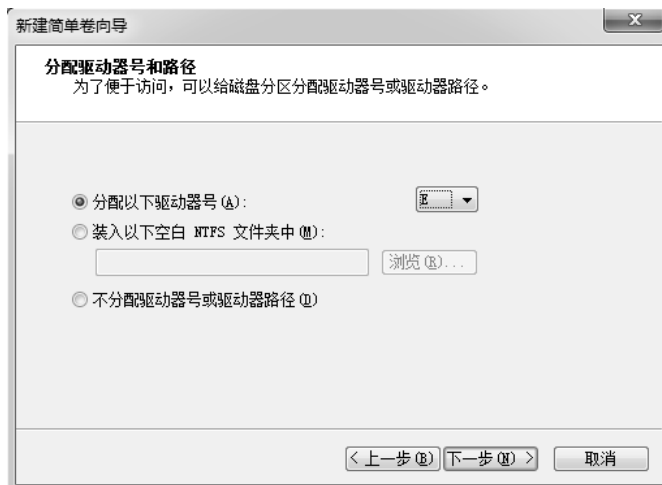 新建简单卷向导
分配驱动器号和路径
为了便于访问，可以给磁盘分区分配驱动器号或驱动器路径。
分配以下驱动器号(A): E
装入以下空白 NTFS 文件夹中(M):
浏览(R)...
不分配驱动器号或驱动器路径(D)
< 上一步(B) 下一步(N) > 取消